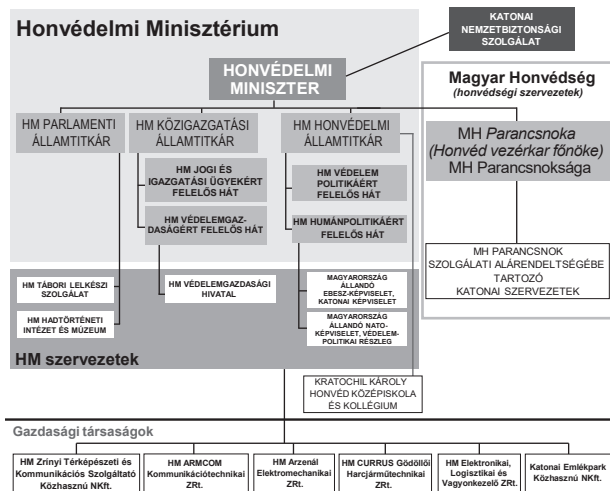 Honvédelmi Minisztérium
KATONAI
NEMZETBIZTONSÁGI
SZOLGÁLAT
HONVÉDELMI
MINISZTER
Magyar Honvédség
(honvédségi szervezetek)
HM PARLAMENTI
ÁLLAMTITKÁR
HM KÖZIGAZGATÁSI
ÁLLAMTITKÁR
HM HONVÉDELMI
ÁLLAMTITKÁR
MH Parancsnoka
(Honvéd vezérkar főnöke)
MH Parancsnoksága
HM JOGI ÉS
IGAZGATÁSI ÜGYEKÉRT
FELELŐS HÁT
HM VÉDELEM
POLITIKÁÉRT
FELELŐS HÁT
HM VÉDELEMGAZ-
DASÁGÉRT FELELŐS HÁT
HM HUMÁNPOLITIKÁÉRT
FELELŐS HÁT
MH PARANCSNOK
SZOLGÁLATI ALÁRENDELTSÉGÉBE
TARTOZÓ
KATONAI SZERVEZETEK
HM TÁBORI LELKÉSZI
SZOLGÁLAT
HM VÉDELEMGAZDASÁGI
HIVATAL
MAGYARORSZÁG
ÁLLANDÓ
EBESZ-KÉPVISELET,
KATONAI KÉPVISELET
HM HADTÖRTÉNETI
INTÉZET ÉS MÚZEUM
MAGYARORSZÁG
ÁLLANDÓ NATO-
KÉPVISELET, VÉDELEM-
POLITIKAI RÉSZLEG
HM szervezetek
KRATOCHIL KÁROLY
HONVÉD KÖZÉPISKOLA
ÉS KOLLÉGIUM
Gazdasági társaságok
HM Zrínyi Térképészeti és
Kommunikációs Szolgáltató
Közhasznú NKft.
HM ARMCOM
Kommunikációtechnikai
ZRt.
HM Arzenál
Elektromechanikai
ZRt.
HM CURRUS Gödöllői
Harcjárműtechnikai
ZRt.
HM Elektronikai,
Logisztikai és
Vagyonkezelő ZRt.
Katonai Emlékpark
Közhasznú NKft.